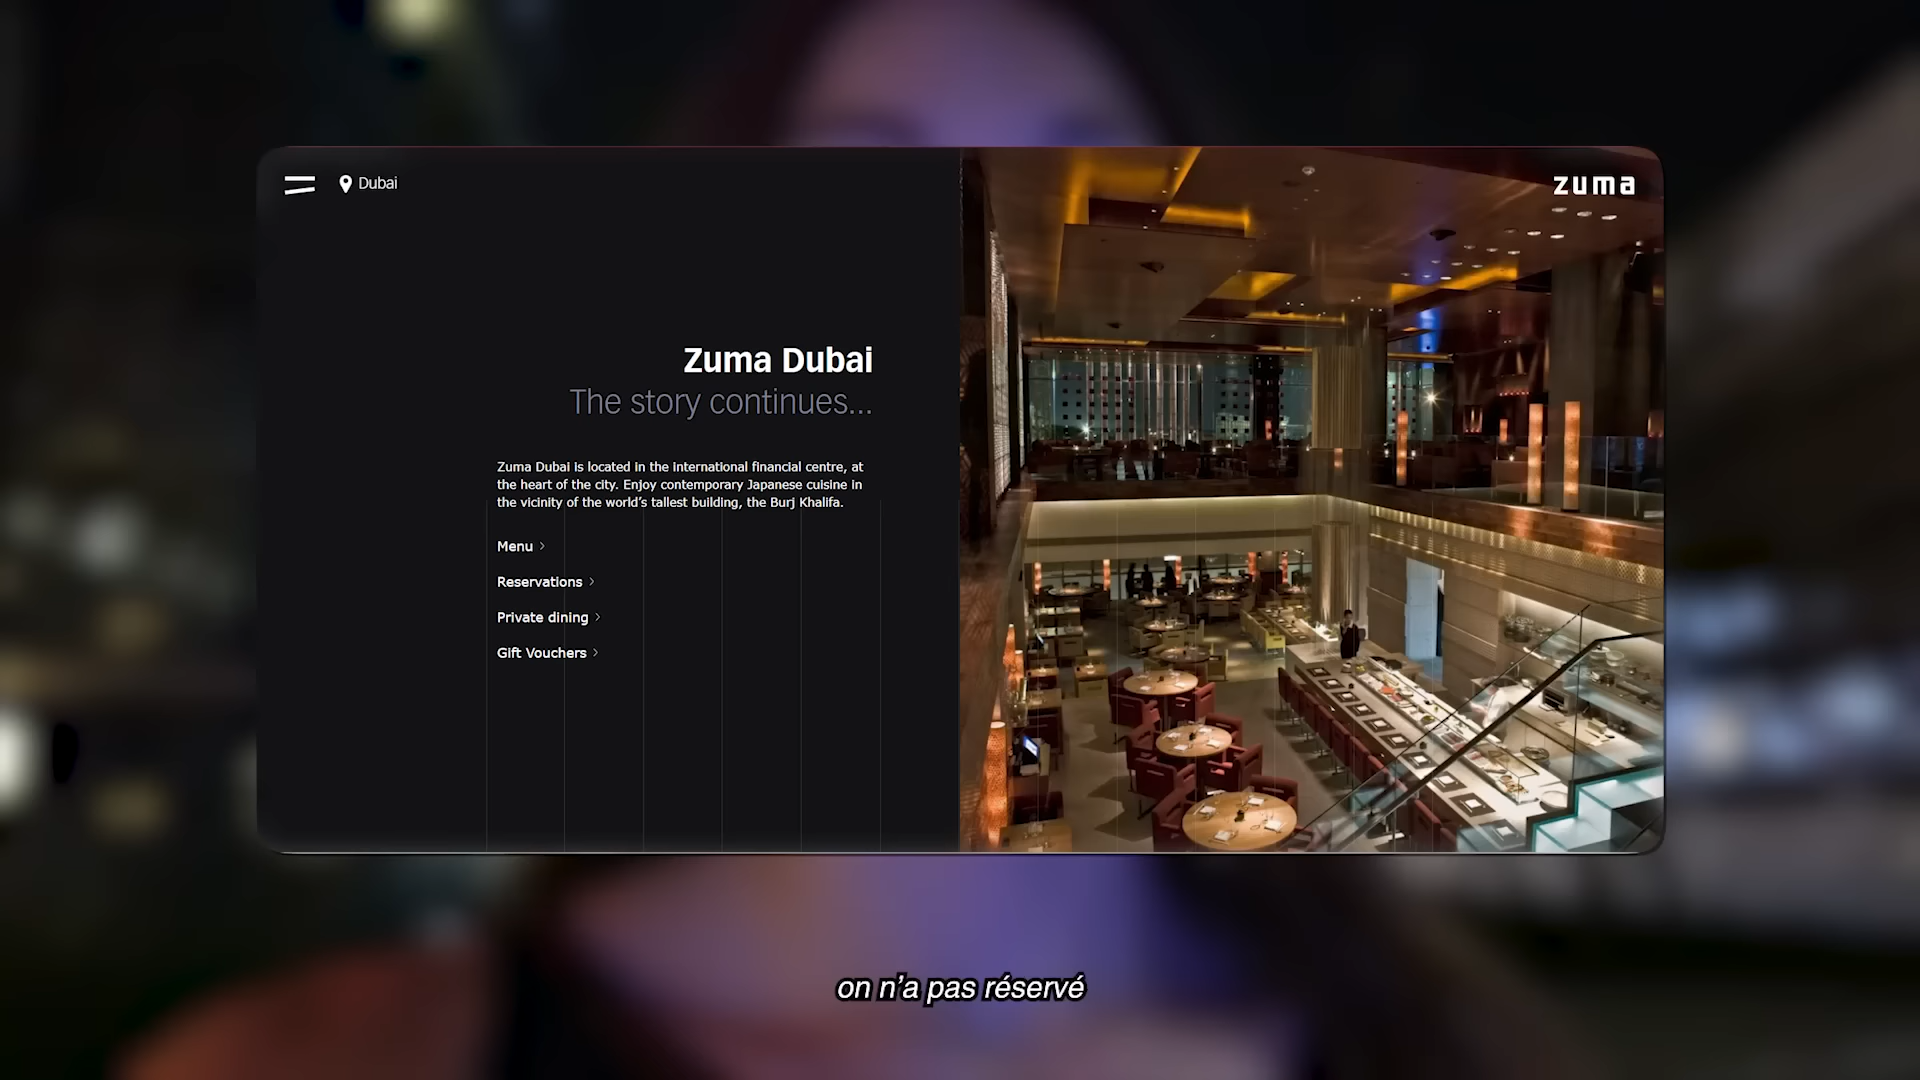 Dubai
zuma
Zuma Dubai
The story continues...
Zuma Dubai is located in the international financial centre, at
the heart of the city. Enjoy contemporary Japanese cuisine in
the vicinity of the world's tallest building, the Burj Khalifa.
Menu
Reservations
Private dining
Gift Vouchers
on n'a pas réservé